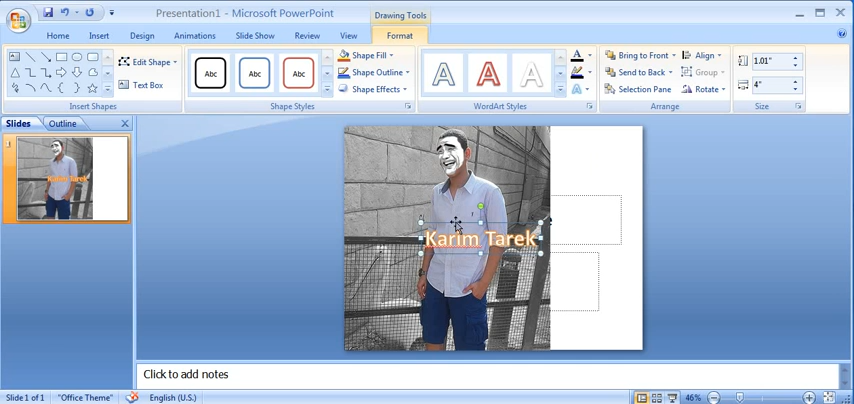 Presentation1 - Microsoft PowerPoint
Drawing Tools
Home Insert Design Animations Slide Show Review View Format
Edit Shape
Text Box
Insert Shapes
Abc Abc Abc
Shape Fill
Shape Outline
Shape Effects
Shape Styles
A A A
WordArt Styles
Bring to Front
Send to Back
Selection Pane
Align
Group
Rotate
Arrange
1.01"
4"
Size
Slides Outline
1
Karim Tarek
Karim Tarek
Click to add notes
Slide 1 of 1 "Office Theme" English (U.S.) 46%